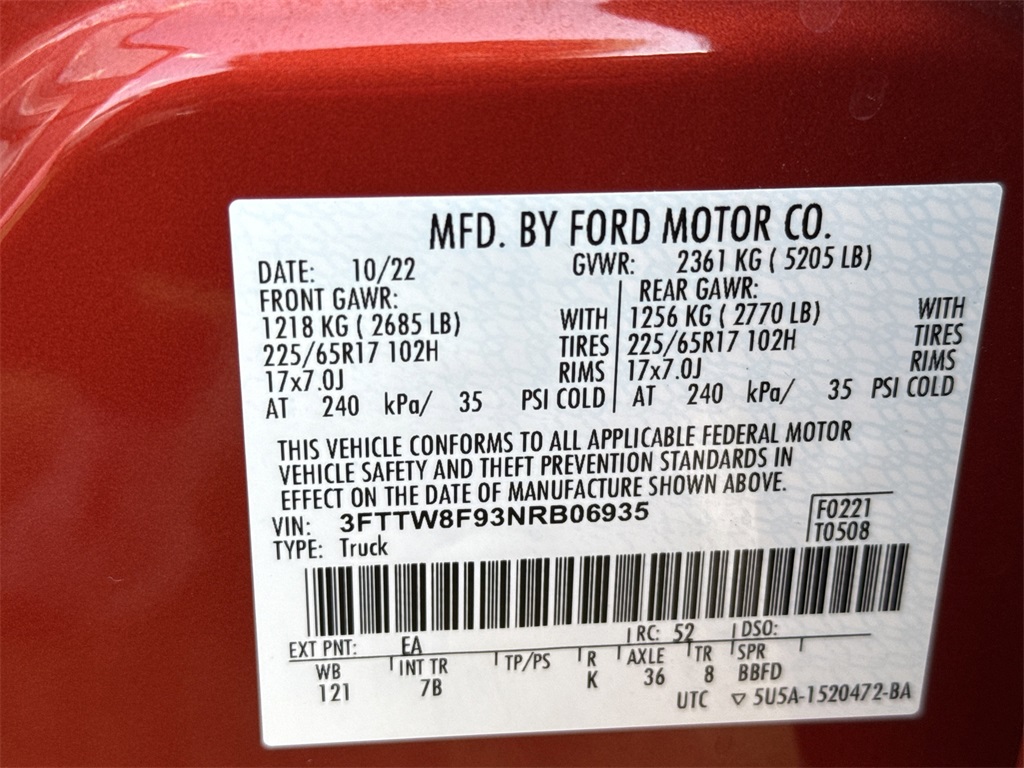 MFD. BY FORD MOTOR CO.
DATE: 10/22 GVWR: 2361 KG ( 5205 LB)
FRONT GAWR: REAR GAWR:
1218 KG ( 2685 LB) WITH 1256 KG ( 2770 LB) WITH
225/65R17 102H TIRES 225/65R17 102H TIRES
17x7.0J RIMS 17x7.0J RIMS
AT 240 kPa/ 35 PSI COLD AT 240 kPa/ 35 PSI COLD
THIS VEHICLE CONFORMS TO ALL APPLICABLE FEDERAL MOTOR
VEHICLE SAFETY AND THEFT PREVENTION STANDARDS IN
EFFECT ON THE DATE OF MANUFACTURE SHOWN ABOVE.
VIN: 3FTTW8F93NRB06935 F0221
TYPE: Truck T0508
EXT PNT: EA RC: 52 DSO:
WB INT TR TP/PS R AXLE TR SPR
121 7B K 36 8 BBFD
UTC ▽ 5U5A-1520472-BA